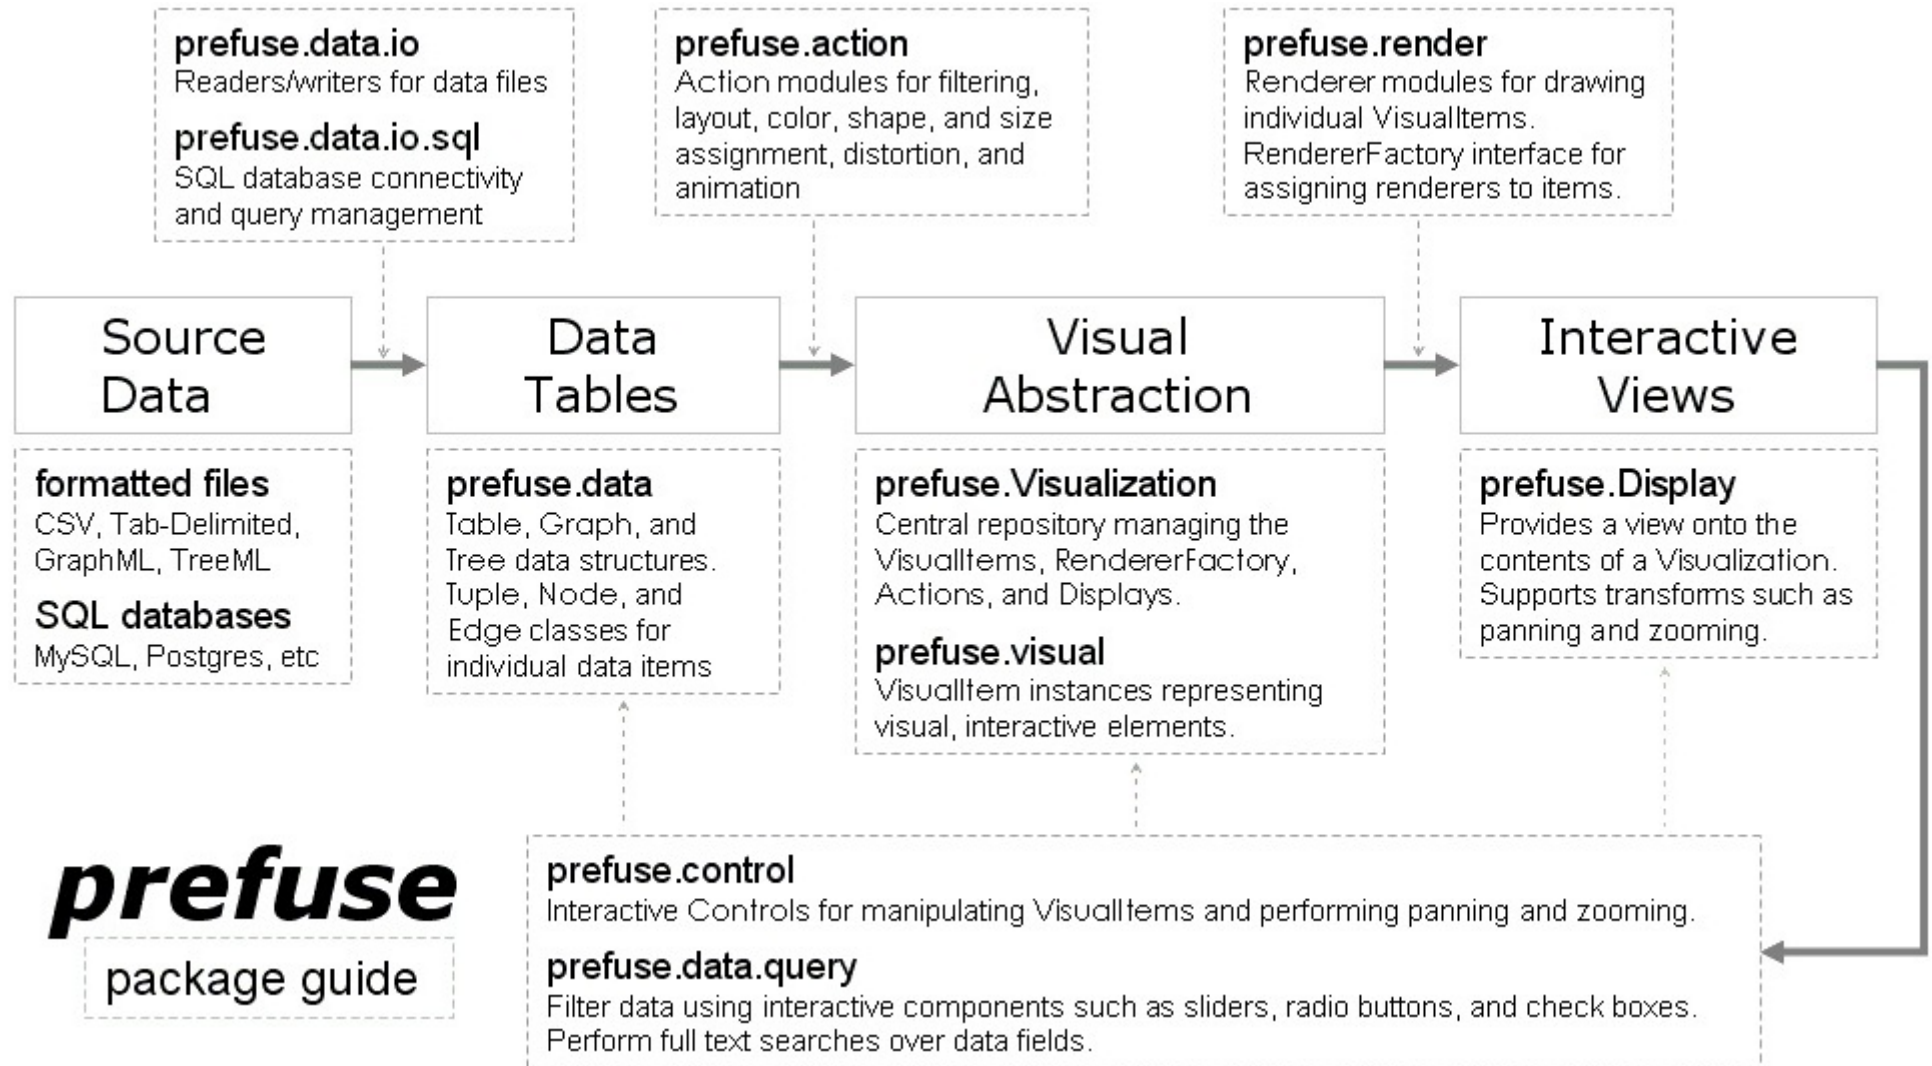 prefuse.data.io
Readers/writers for data files
prefuse.data.io.sql
SQL database connectivity
and query management
prefuse.action
Action modules for filtering,
layout, color, shape, and size
assignment, distortion, and
animation
prefuse.render
Renderer modules for drawing
individual VisualItems.
RendererFactory interface for
assigning renderers to items.
Source
Data
Data
Tables
Visual
Abstraction
Interactive
Views
formatted files
CSV, Tab-Delimited,
GraphML, TreeML
SQL databases
MySQL, Postgres, etc
prefuse.data
Table, Graph, and
Tree data structures.
Tuple, Node, and
Edge classes for
individual data items
prefuse.Visualization
Central repository managing the
VisualItems, RendererFactory,
Actions, and Displays.
prefuse.visual
VisualItem instances representing
visual, interactive elements.
prefuse.Display
Provides a view onto the
contents of a Visualization.
Supports transforms such as
panning and zooming.
prefuse
package guide
prefuse.control
Interactive Controls for manipulating VisualItems and performing panning and zooming.
prefuse.data.query
Filter data using interactive components such as sliders, radio buttons, and check boxes.
Perform full text searches over data fields.